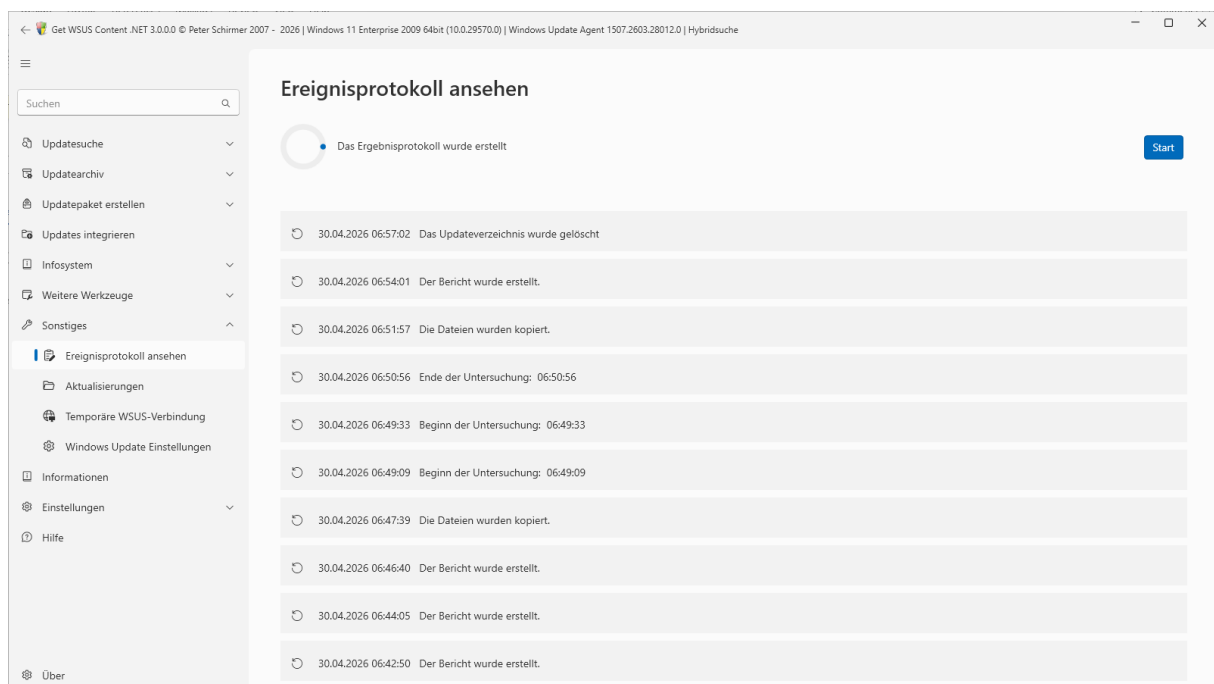 Get WSUS Content .NET 3.0.0.0 © Peter Schirmer 2007 - 2026 | Windows 11 Enterprise 2009 64bit (10.0.29570.0) | Windows Update Agent 1507.2603.28012.0 | Hybridsuche
Suchen
Updatesuche
Updatearchiv
Updatepaket erstellen
Updates integrieren
Infosystem
Weitere Werkzeuge
Sonstiges
Ereignisprotokoll ansehen
Aktualisierungen
Temporäre WSUS-Verbindung
Windows Update Einstellungen
Informationen
Einstellungen
Hilfe
Über
Ereignisprotokoll ansehen
Das Ergebnisprotokoll wurde erstellt
Start
30.04.2026 06:57:02 Das Updateverzeichnis wurde gelöscht
30.04.2026 06:54:01 Der Bericht wurde erstellt.
30.04.2026 06:51:57 Die Dateien wurden kopiert.
30.04.2026 06:50:56 Ende der Untersuchung: 06:50:56
30.04.2026 06:49:33 Beginn der Untersuchung: 06:49:33
30.04.2026 06:49:09 Beginn der Untersuchung: 06:49:09
30.04.2026 06:47:39 Die Dateien wurden kopiert.
30.04.2026 06:46:40 Der Bericht wurde erstellt.
30.04.2026 06:44:05 Der Bericht wurde erstellt.
30.04.2026 06:42:50 Der Bericht wurde erstellt.